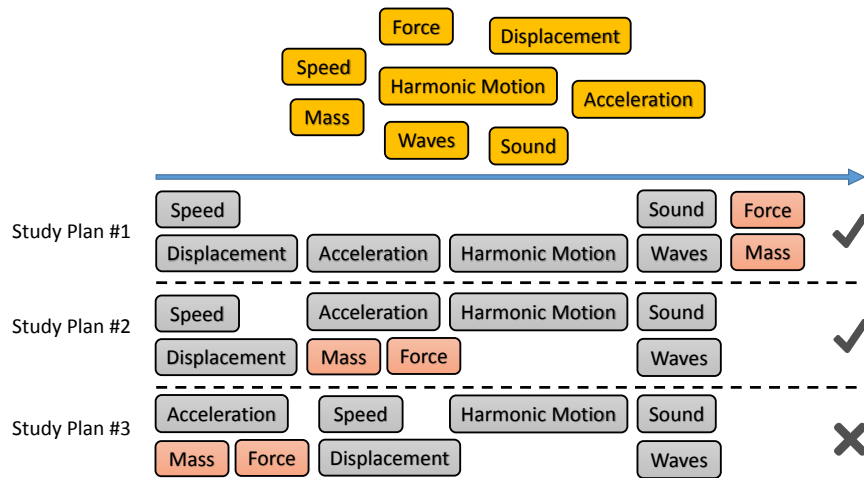 Force
Displacement
Speed
Harmonic Motion
Acceleration
Mass
Waves
Sound
Study Plan #1
Speed
Sound
Force
Displacement
Acceleration
Harmonic Motion
Waves
Mass
Study Plan #2
Speed
Acceleration
Harmonic Motion
Sound
Displacement
Mass
Force
Waves
Study Plan #3
Acceleration
Speed
Harmonic Motion
Sound
Mass
Force
Displacement
Waves